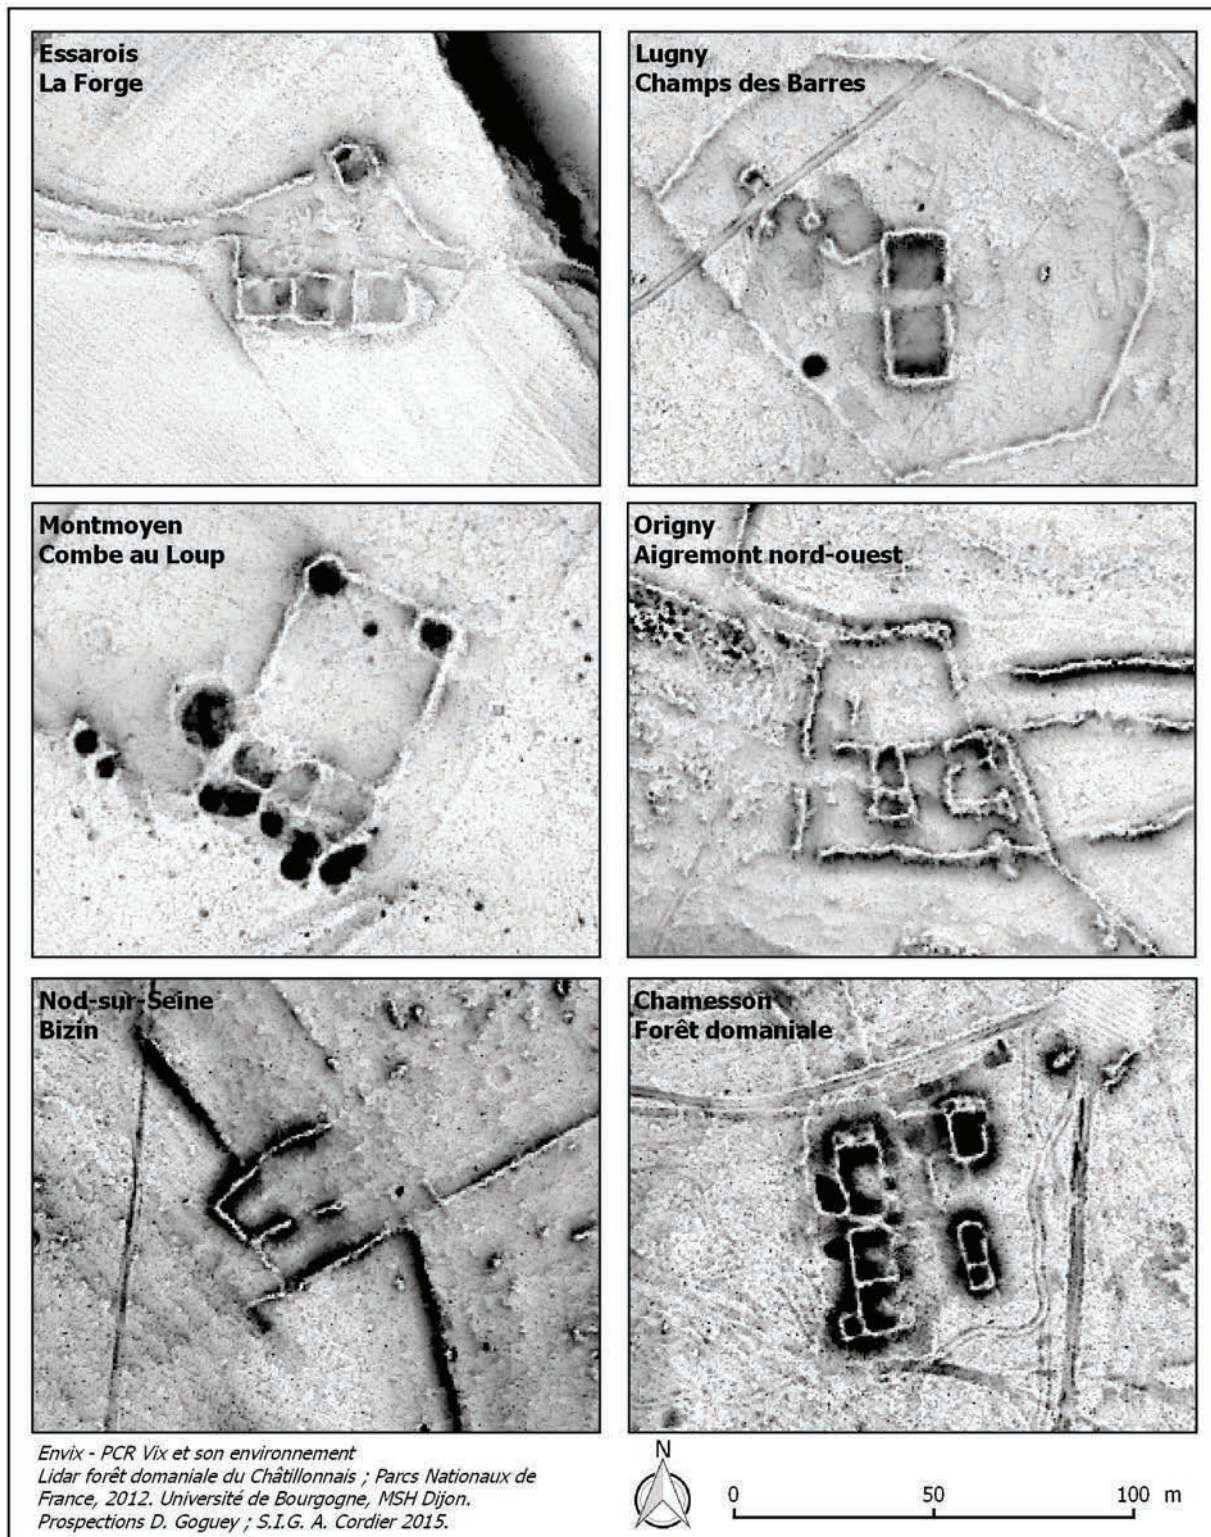 Essarois
La Forge
Lugny
Champs des Barres
Montmoyen
Combe au Loup
Origny
Aigremont nord-ouest
Nod-sur-Seine
Bizin
Chamesson
Forêt domaniale
Envix - PCR Vix et son environnement
Lidar forêt domaniale du Châtillonnais ; Parcs Nationaux de
France, 2012. Université de Bourgogne, MSH Dijon.
Prospections D. Goguey ; S.I.G. A. Cordier 2015.
N
0 50 100 m